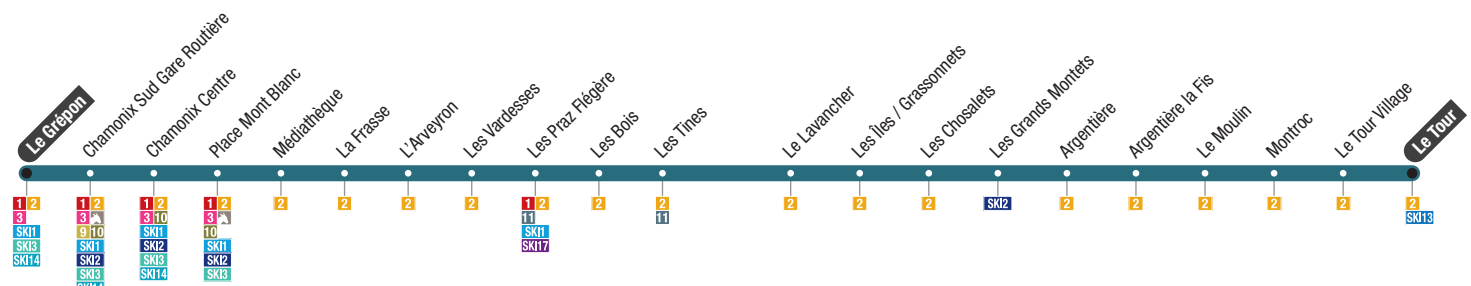 Le Grépon
Chamonix Sud Gare Routière
Chamonix Centre
Place Mont Blanc
Médiathèque
La Frasse
L'Arveyron
Les Vardesses
Les Praz Flégère
Les Bois
Les Tines
Le Lavancher
Les Îles / Grassonnets
Les Chosalets
Les Grands Montets
Argentière
Argentière la Fis
Le Moulin
Montroc
Le Tour Village
Le Tour
1 2
3
SKI1
SKI3
SKI14
1 2
3
9 10
SKI1
SKI2
SKI3
SKI14
1 2
3 10
SKI1
SKI2
SKI3
SKI14
1 2
3
10
SKI1
SKI2
SKI3
2
2
2
2
1 2
11
SKI1
SKI17
2
2
11
2
2
2
SKI2
2
2
2
2
2
2
SKI13